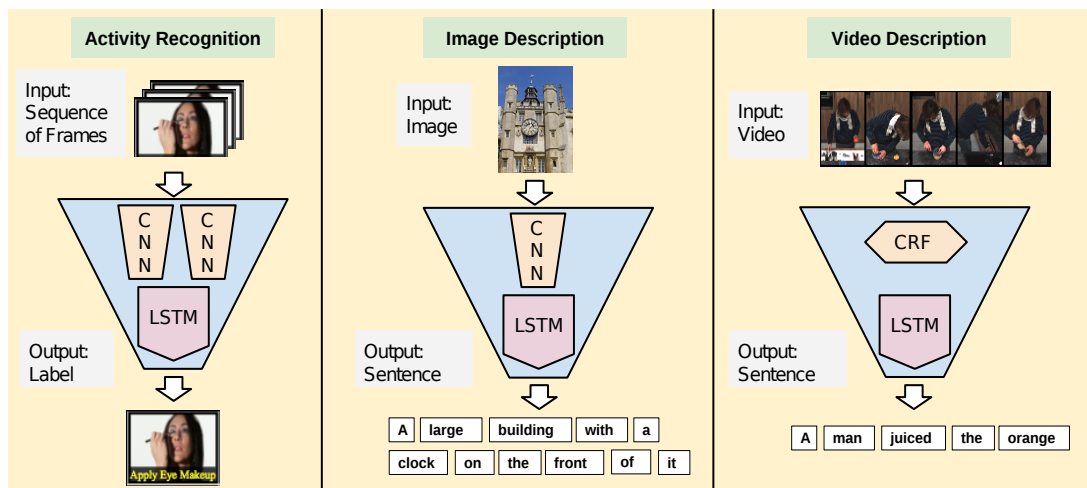 Activity Recognition
Input:
Sequence
of Frames
C
N
N
C
N
N
LSTM
Output:
Label
Apply Eye Makeup
Image Description
Input:
Image
C
N
N
LSTM
Output:
Sentence
A large building with a
clock on the front of it
Video Description
Input:
Video
CRF
LSTM
Output:
Sentence
A man juiced the orange